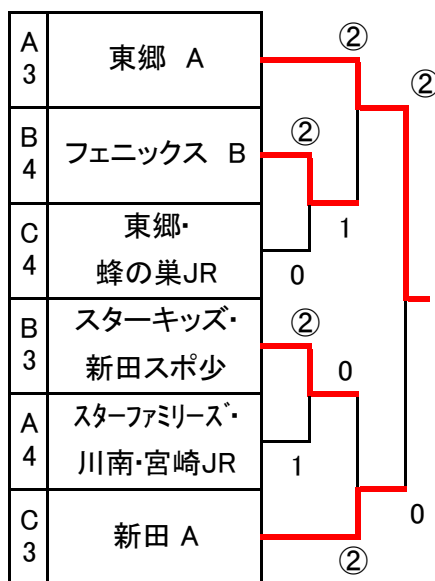 A
3
東郷 A
②
②
B
4
フェニックス B
②
1
C
4
東郷・
蜂の巣JR
0
B
3
スターキッズ・
新田スポ少
②
0
A
4
スターファミリーズ・
川南・宮崎JR
1
C
3
新田 A
②
0